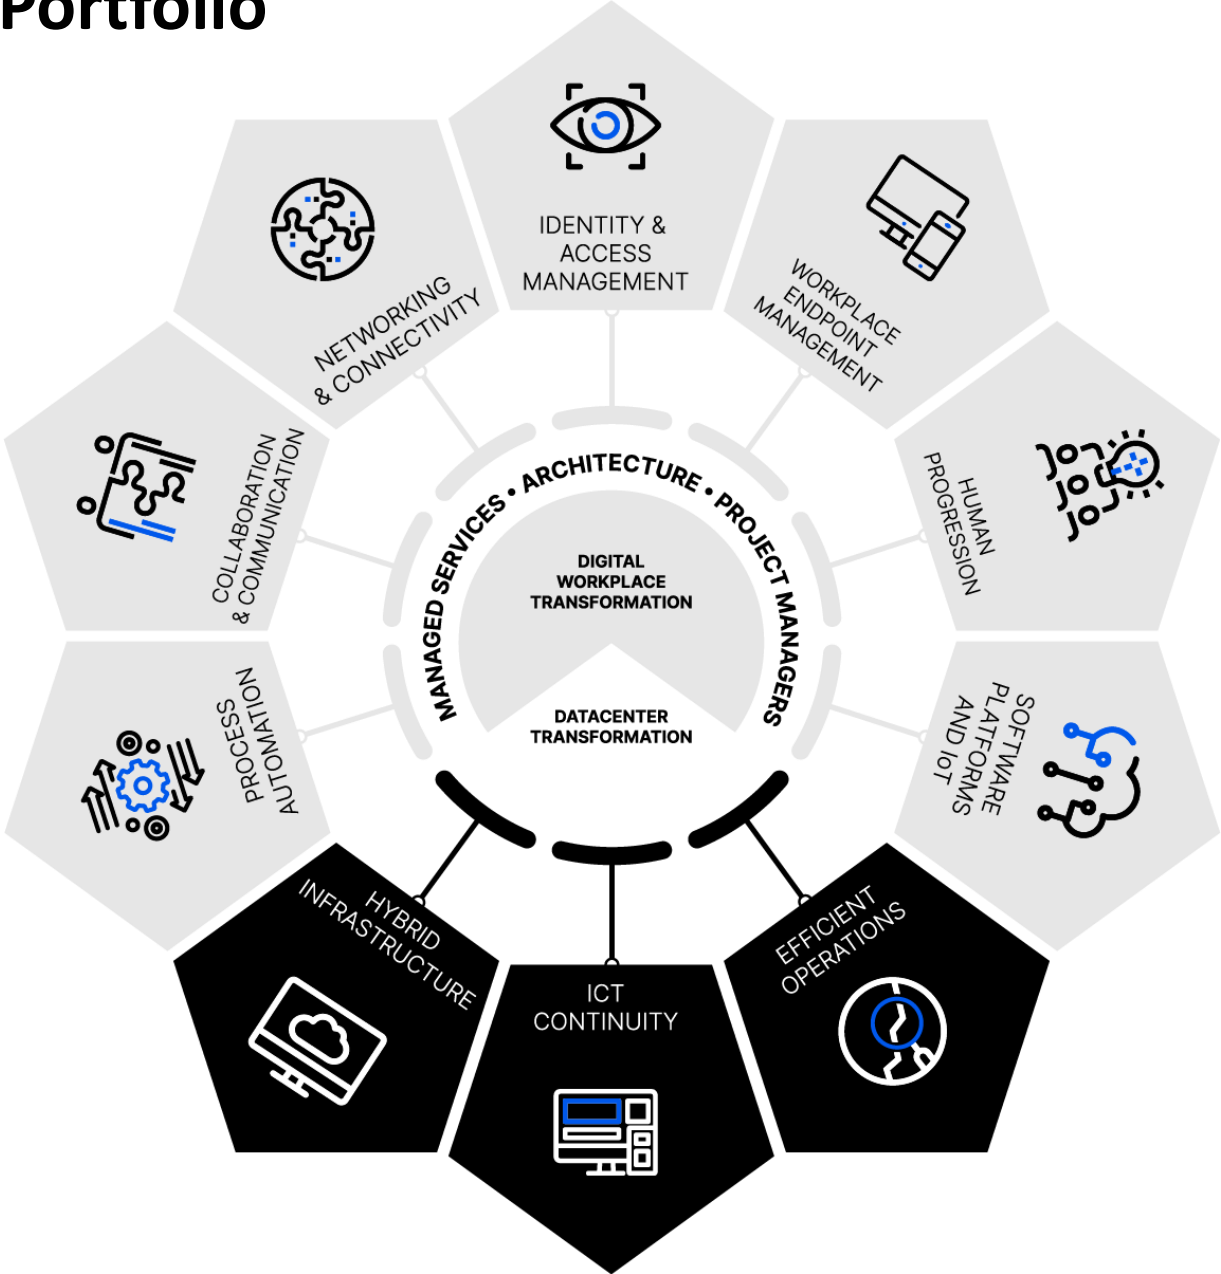 Portfolio
IDENTITY &
ACCESS
MANAGEMENT
WORKPLACE
ENDPOINT
MANAGEMENT
HUMAN
PROGRESSION
SOFTWARE
PLATFORMS
AND IoT
EFFICIENT
OPERATIONS
ICT
CONTINUITY
HYBRID
INFRASTRUCTURE
PROCESS
AUTOMATION
COLLABORATION
& COMMUNICATION
NETWORKING
& CONNECTIVITY
MANAGED SERVICES • ARCHITECTURE • PROJECT MANAGERS
DIGITAL
WORKPLACE
TRANSFORMATION
DATACENTER
TRANSFORMATION